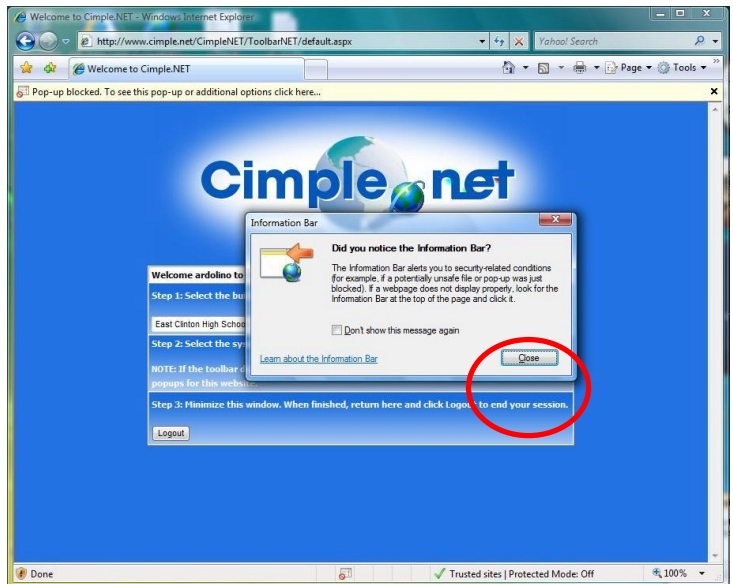 Welcome to Cimple.NET - Windows Internet Explorer
http://www.cimple.net/CimpleNET/ToolbarNET/default.aspx
Yahoo! Search
Welcome to Cimple.NET
Page
Tools
Pop-up blocked. To see this pop-up or additional options click here...
Cimple.net
Information Bar
Did you notice the Information Bar?
The Information Bar alerts you to security-related conditions
(for example, if a potentially unsafe file or pop-up was just
blocked). If a webpage does not display properly, look for the
Information Bar at the top of the page and click it.
Don't show this message again
Learn about the Information Bar
Close
Welcome ardolino to
Step 1: Select the bu
East Clinton High Schoo
Step 2: Select the sys
NOTE: If the toolbar d
popups for this website.
Step 3: Minimize this window. When finished, return here and click Logout to end your session.
Logout
Done
Trusted sites | Protected Mode: Off
100%